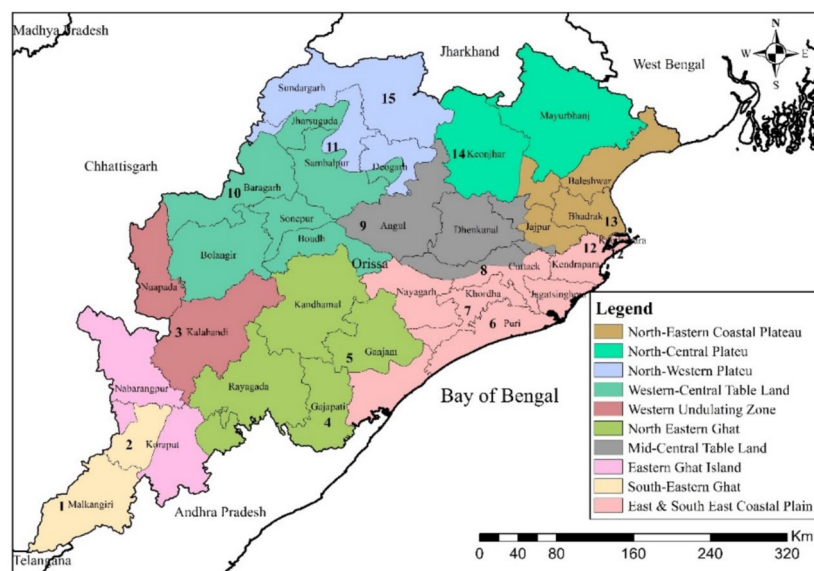 Madhya Pradesh
Jharkhand
West Bengal
N
W E
S
Sundargarh
15
Mayurbhanj
Jharsuguda
11
14 Keonjhar
Chhattisgarh
Sambalpur
Deogarh
10
Baragarh
Baleshwar
Sonepur
9
Angul
Dhenkanal
Jajpur
Bhadrak
13
12
Bolangir
Boudh
Orissa
8
Cuttack
Kendrapara
12
Nuapada
Nayagarh
Khordha
Jagatsinghpur
Kandhamal
7
6 Puri
3 Kalahandi
5
Ganjam
Nabarangpur
Rayagada
Gajapati
4
Bay of Bengal
2
Koraput
1
Malkangiri
Andhra Pradesh
Telangana
Legend
North-Eastern Coastal Plateau
North-Central Plateu
North-Western Plateu
Western-Central Table Land
Western Undulating Zone
North Eastern Ghat
Mid-Central Table Land
Eastern Ghat Island
South-Eastern Ghat
East & South East Coastal Plain
Km
0 40 80 160 240 320